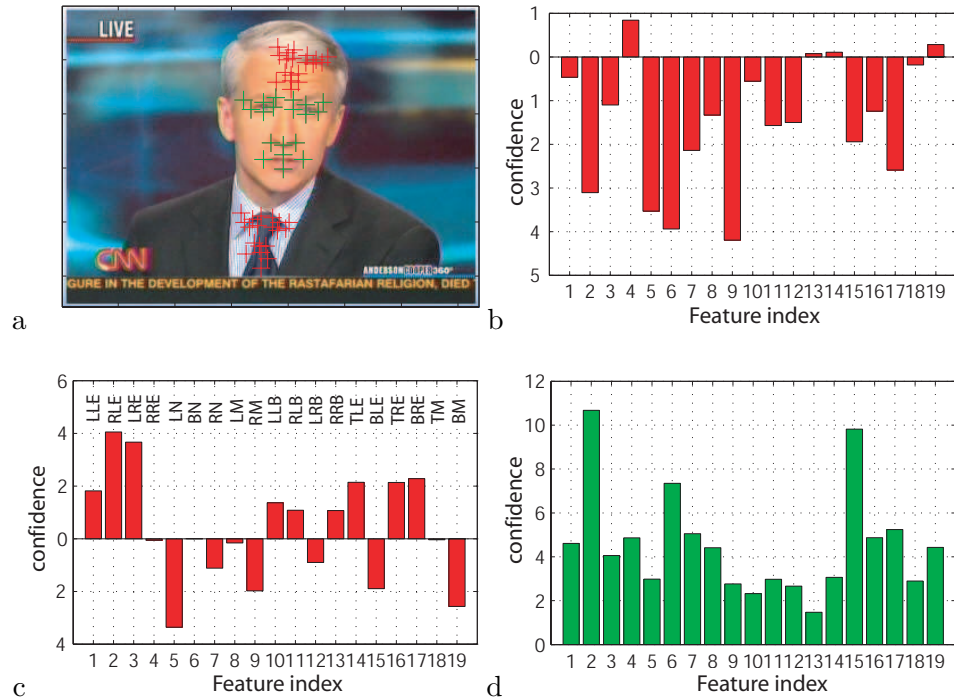 LIVE
CNN
ANDERSONCOOPER360°
GURE IN THE DEVELOPMENT OF THE RASTAFARIAN RELIGION, DIED
a
1
0
1
2
3
4
5
confidence
1 2 3 4 5 6 7 8 9 10 11 12 13 14 15 16 17 18 19
Feature index
b
6
4
2
0
2
4
confidence
LLE RLE LRE RRE LN BN RN LM RM LLB RLB LRB RRB TLE BLE TRE BRE TM BM
1 2 3 4 5 6 7 8 9 10 11 12 13 14 15 16 17 18 19
Feature index
c
12
10
8
6
4
2
0
confidence
1 2 3 4 5 6 7 8 9 10 11 12 13 14 15 16 17 18 19
Feature index
d